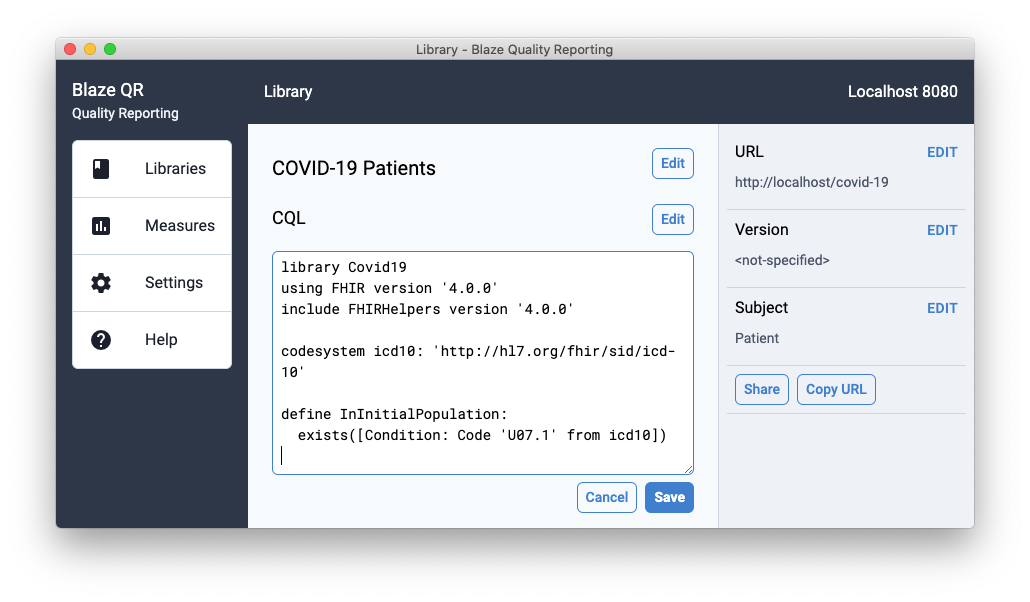 Library - Blaze Quality Reporting
Blaze QR
Quality Reporting
Library
Localhost 8080
Libraries
Measures
Settings
Help
COVID-19 Patients
Edit
CQL
Edit
library Covid19
using FHIR version '4.0.0'
include FHIRHelpers version '4.0.0'
codesystem icd10: 'http://hl7.org/fhir/sid/icd-
10'
define InInitialPopulation:
  exists([Condition: Code 'U07.1' from icd10])
Cancel
Save
URL
EDIT
http://localhost/covid-19
Version
EDIT
<not-specified>
Subject
EDIT
Patient
Share
Copy URL